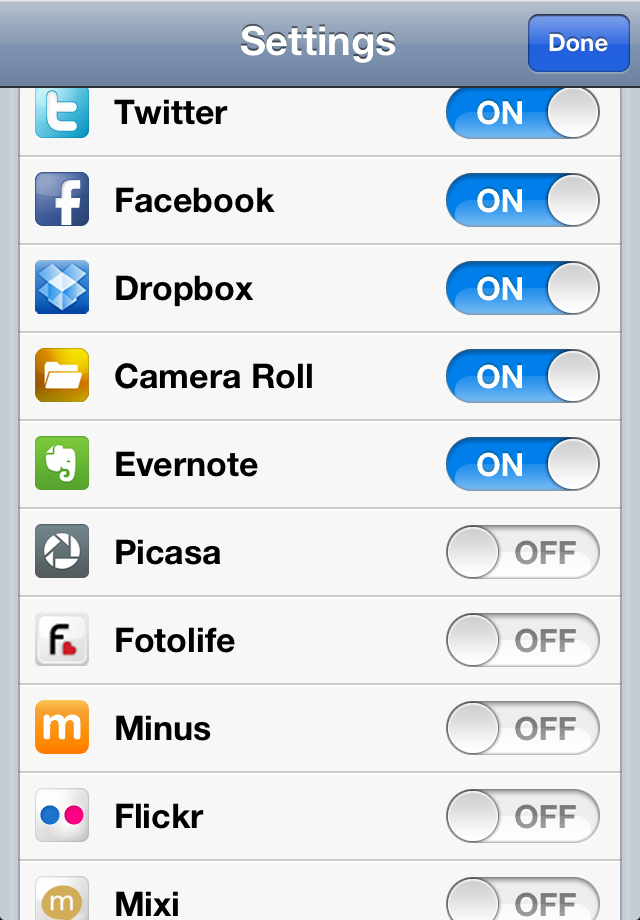 Settings
Done
Twitter ON
Facebook ON
Dropbox ON
Camera Roll ON
Evernote ON
Picasa OFF
Fotolife OFF
m Minus OFF
Flickr OFF
m Mixi OFF